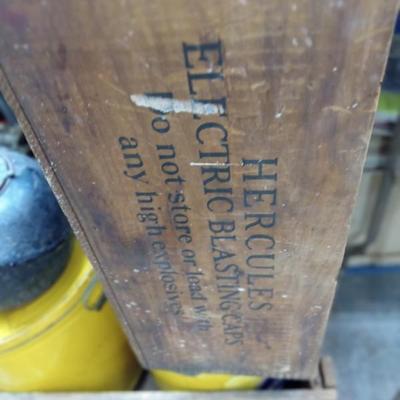 HERCULES
ELECTRIC BLASTING CAPS
Do not store or load with
any high explosives